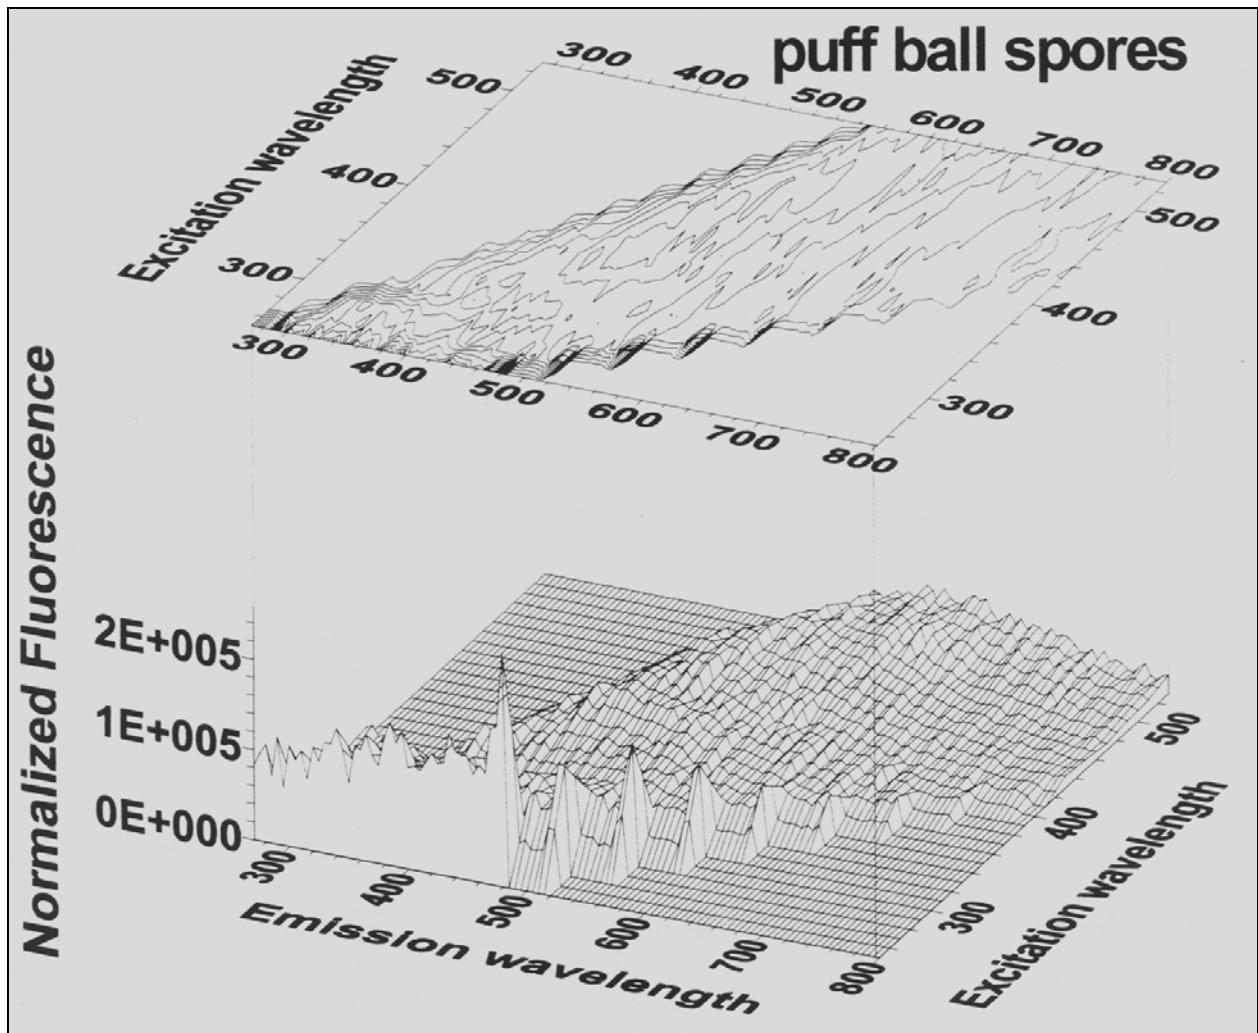 puff ball spores
300 400 500 600 700 800
Excitation wavelength
500
400
300
500
400
300
300 400 500 600 700 800
Normalized Fluorescence
2E+005
1E+005
0E+000
300 400 500 600 700 800
Emission wavelength
500
400
300
Excitation wavelength